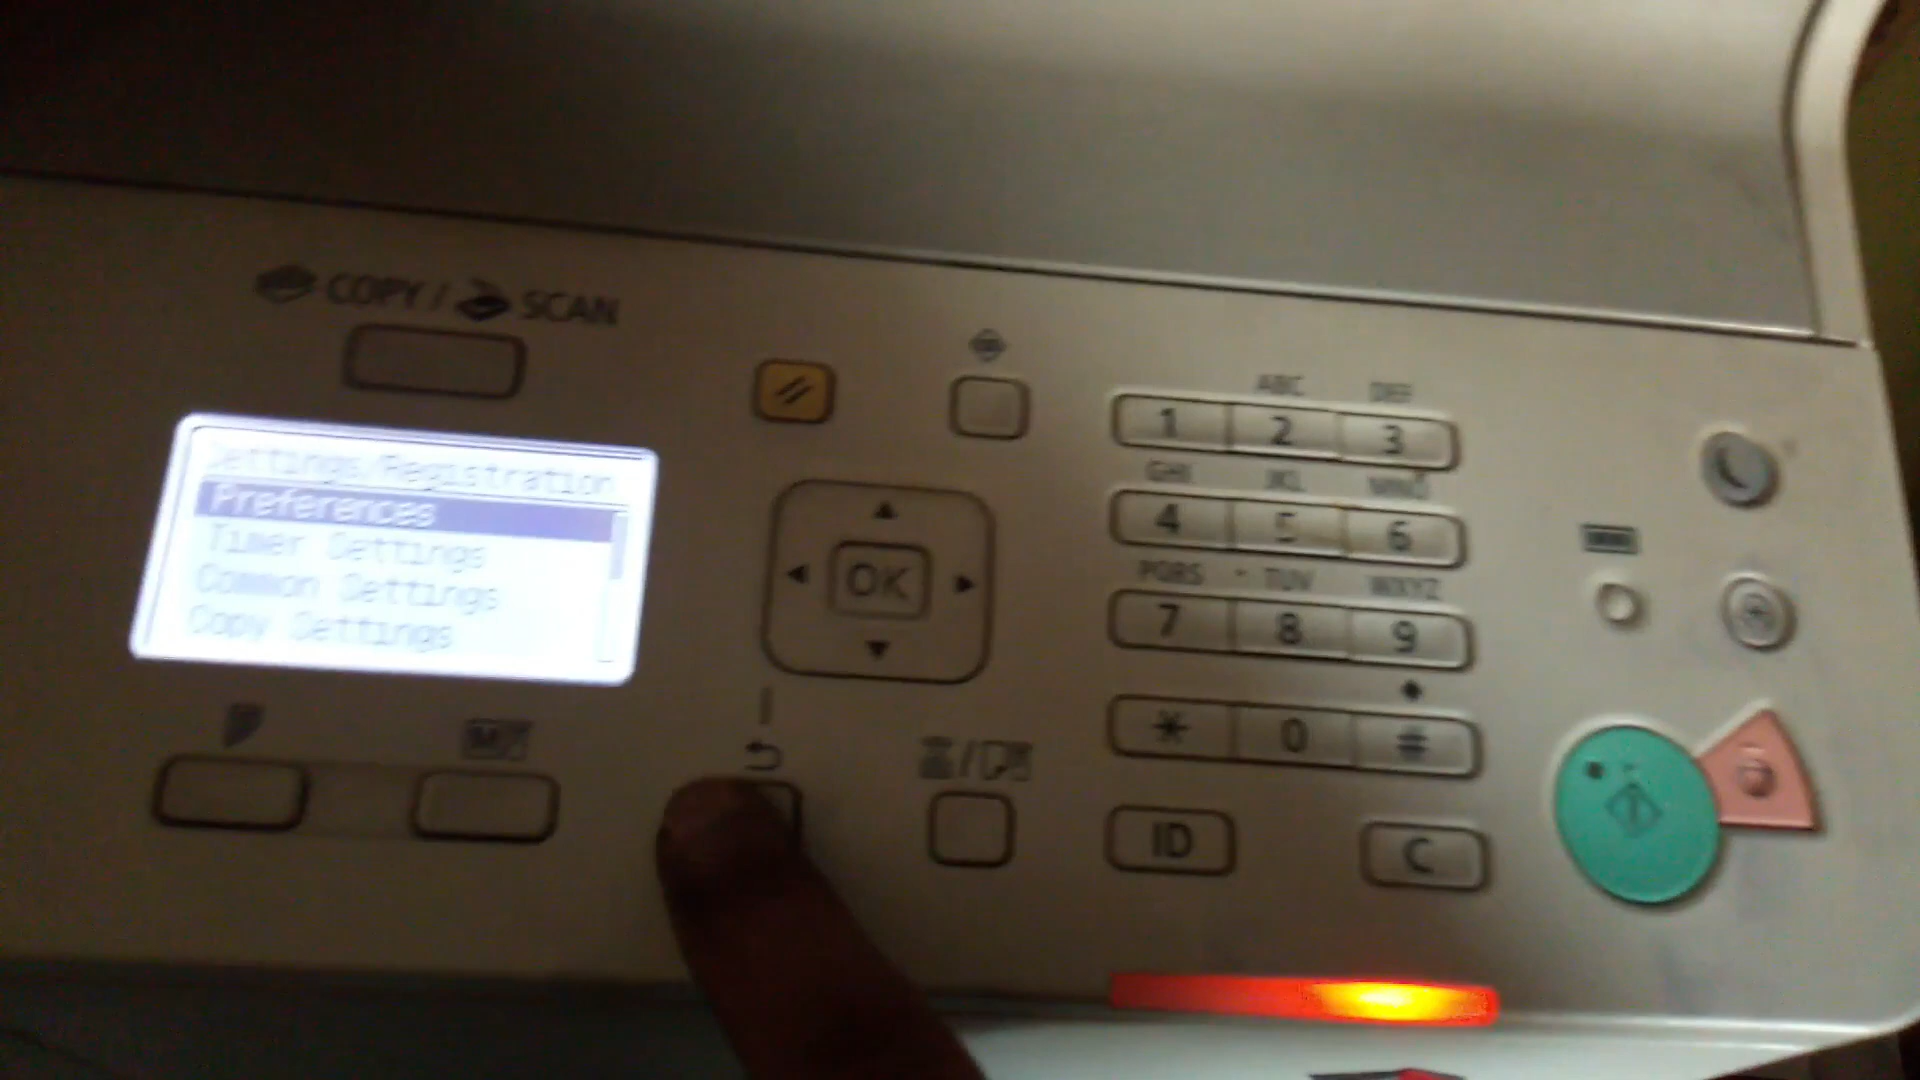 COPY / SCAN
Settings/Registration
Preferences
Timer Settings
Common Settings
Copy Settings
OK
ABC DEF
1 2 3
GHI JKL MNO
4 5 6
PQRS TUV WXYZ
7 8 9
* 0 #
ID C